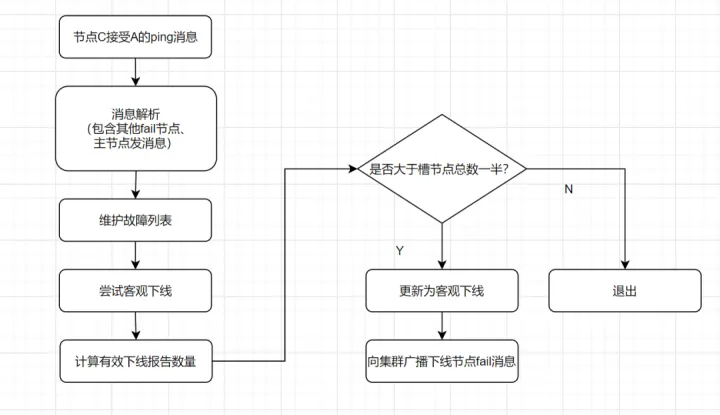 节点C接受A的ping消息
消息解析
（包含其他fail节点、
主节点发消息）
维护故障列表
尝试客观下线
计算有效下线报告数量
是否大于槽节点总数一半？
N
Y
更新为客观下线
退出
向集群广播下线节点fail消息